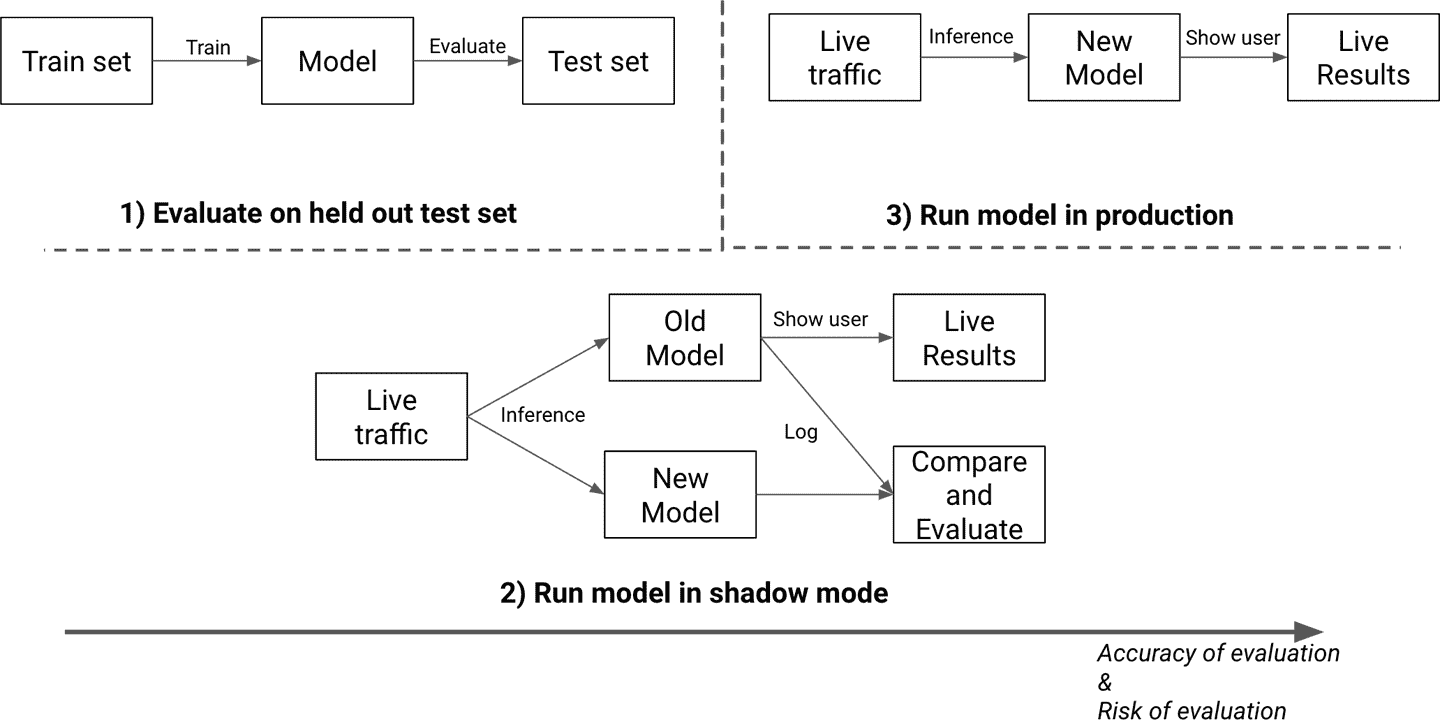 Train set
Train
Model
Evaluate
Test set
1) Evaluate on held out test set
Live
traffic
Inference
New
Model
Show user
Live
Results
3) Run model in production
Live
traffic
Inference
Old
Model
Show user
Live
Results
Log
New
Model
Compare
and
Evaluate
2) Run model in shadow mode
Accuracy of evaluation
&
Risk of evaluation